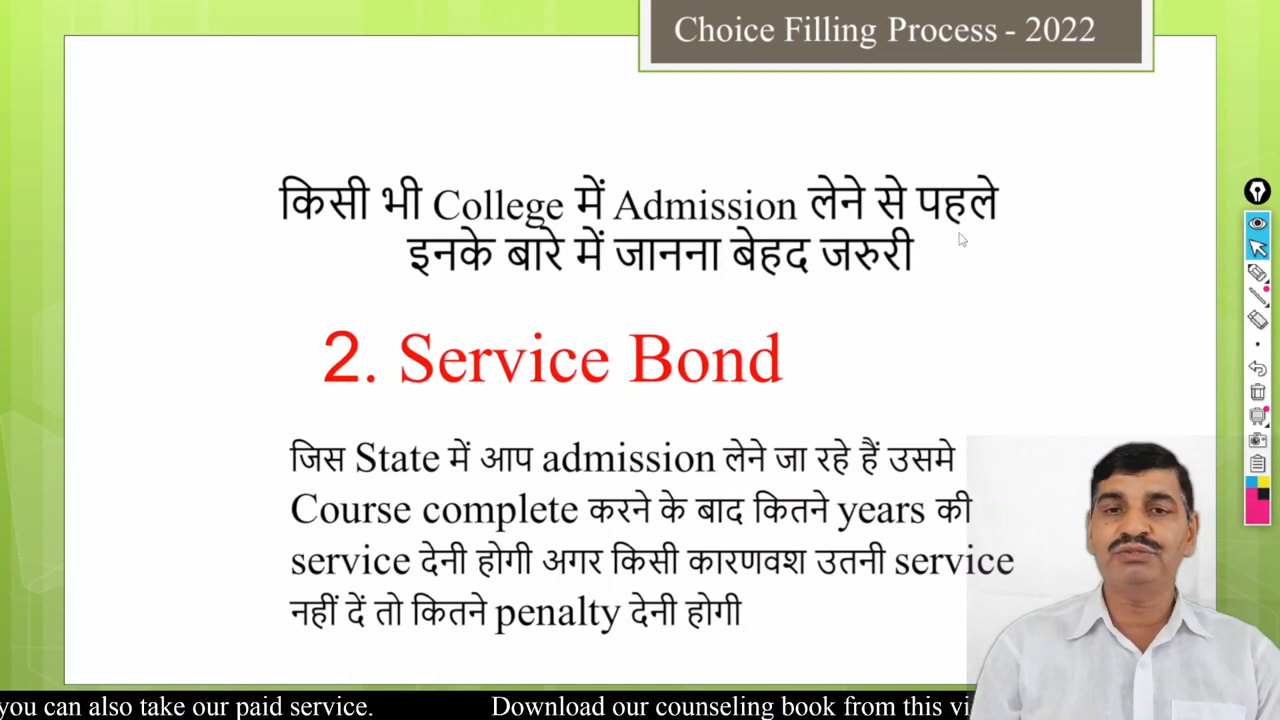 Choice Filling Process - 2022
किसी भी College में Admission लेने से पहले
इनके बारे में जानना बेहद जरुरी
2. Service Bond
जिस State में आप admission लेने जा रहे हैं उसमे
Course complete करने के बाद कितने years की
service देनी होगी अगर किसी कारणवश उतनी service
नहीं दें तो कितने penalty देनी होगी
you can also take our paid service. Download our counseling book from this vi